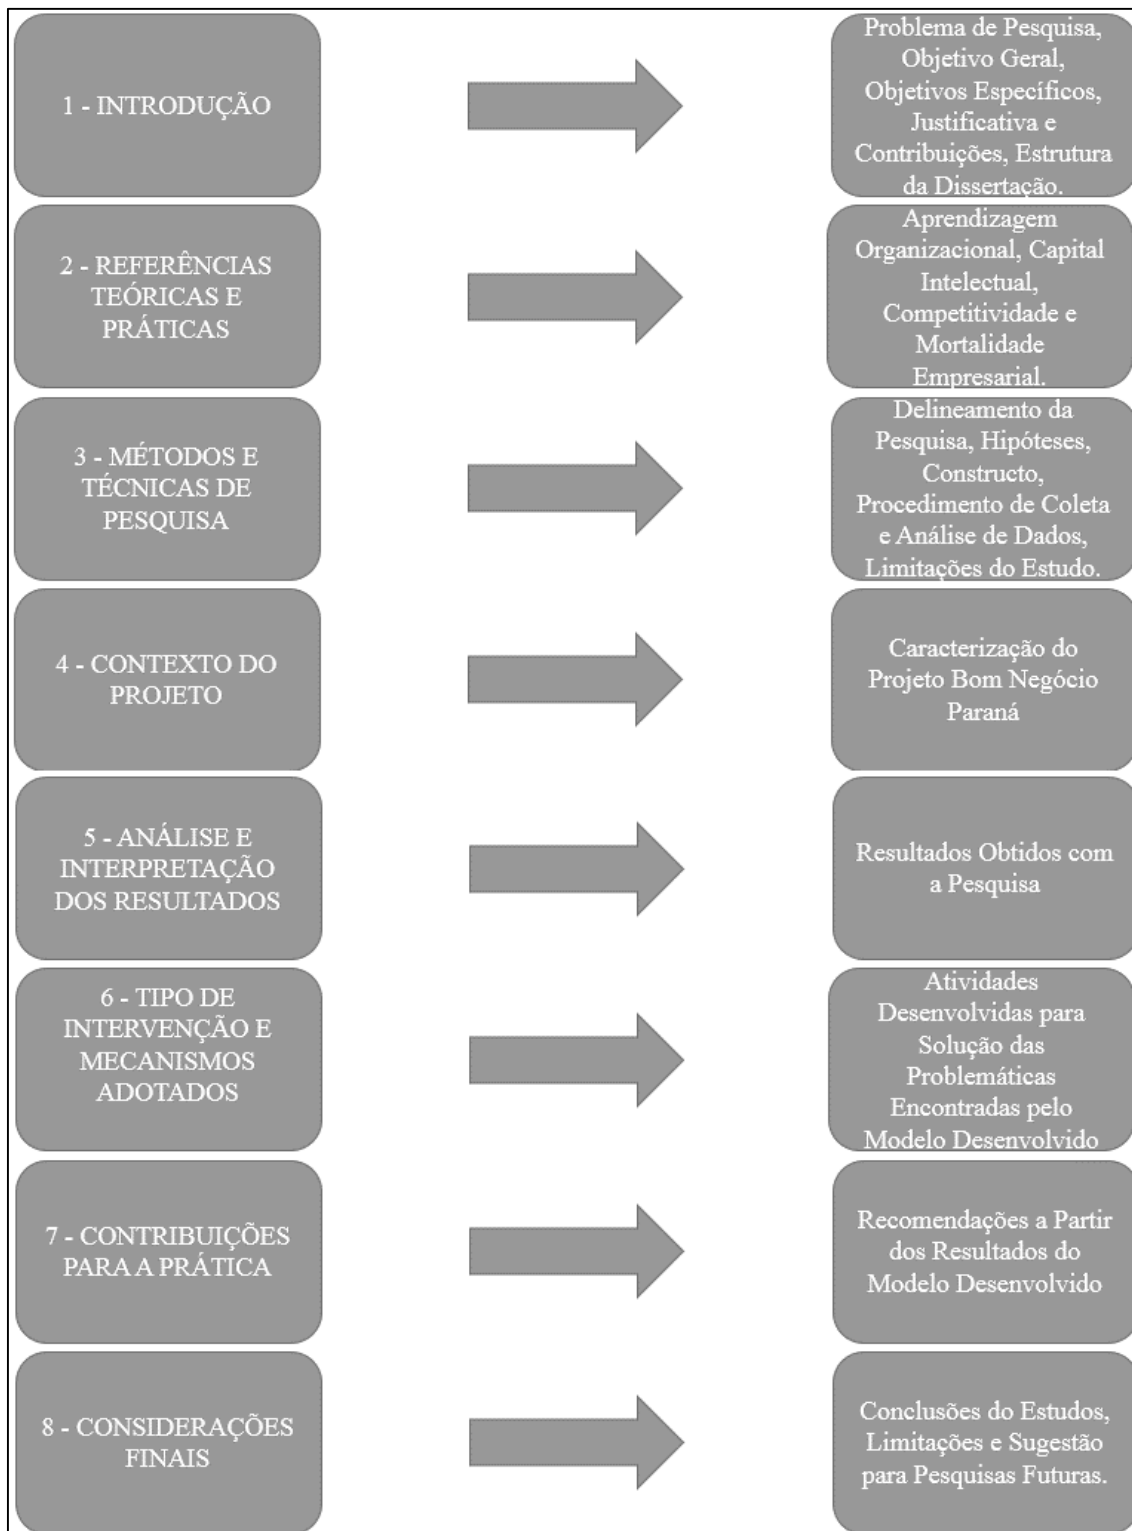 1 - INTRODUÇÃO
Problema de Pesquisa,
Objetivo Geral,
Objetivos Específicos,
Justificativa e
Contribuições, Estrutura
da Dissertação.
2 - REFERÊNCIAS
TEÓRICAS E
PRÁTICAS
Aprendizagem
Organizacional, Capital
Intelectual,
Competitividade e
Mortalidade
Empresarial.
3 - MÉTODOS E
TÉCNICAS DE
PESQUISA
Delineamento da
Pesquisa, Hipóteses,
Constructo,
Procedimento de Coleta
e Análise de Dados,
Limitações do Estudo.
4 - CONTEXTO DO
PROJETO
Caracterização do
Projeto Bom Negócio
Paraná
5 - ANÁLISE E
INTERPRETAÇÃO
DOS RESULTADOS
Resultados Obtidos com
a Pesquisa
6 - TIPO DE
INTERVENÇÃO E
MECANISMOS
ADOTADOS
Atividades
Desenvolvidas para
Solução das
Problemáticas
Encontradas pelo
Modelo Desenvolvido
7 - CONTRIBUIÇÕES
PARA A PRÁTICA
Recomendações a Partir
dos Resultados do
Modelo Desenvolvido
8 - CONSIDERAÇÕES
FINAIS
Conclusões do Estudos,
Limitações e Sugestão
para Pesquisas Futuras.